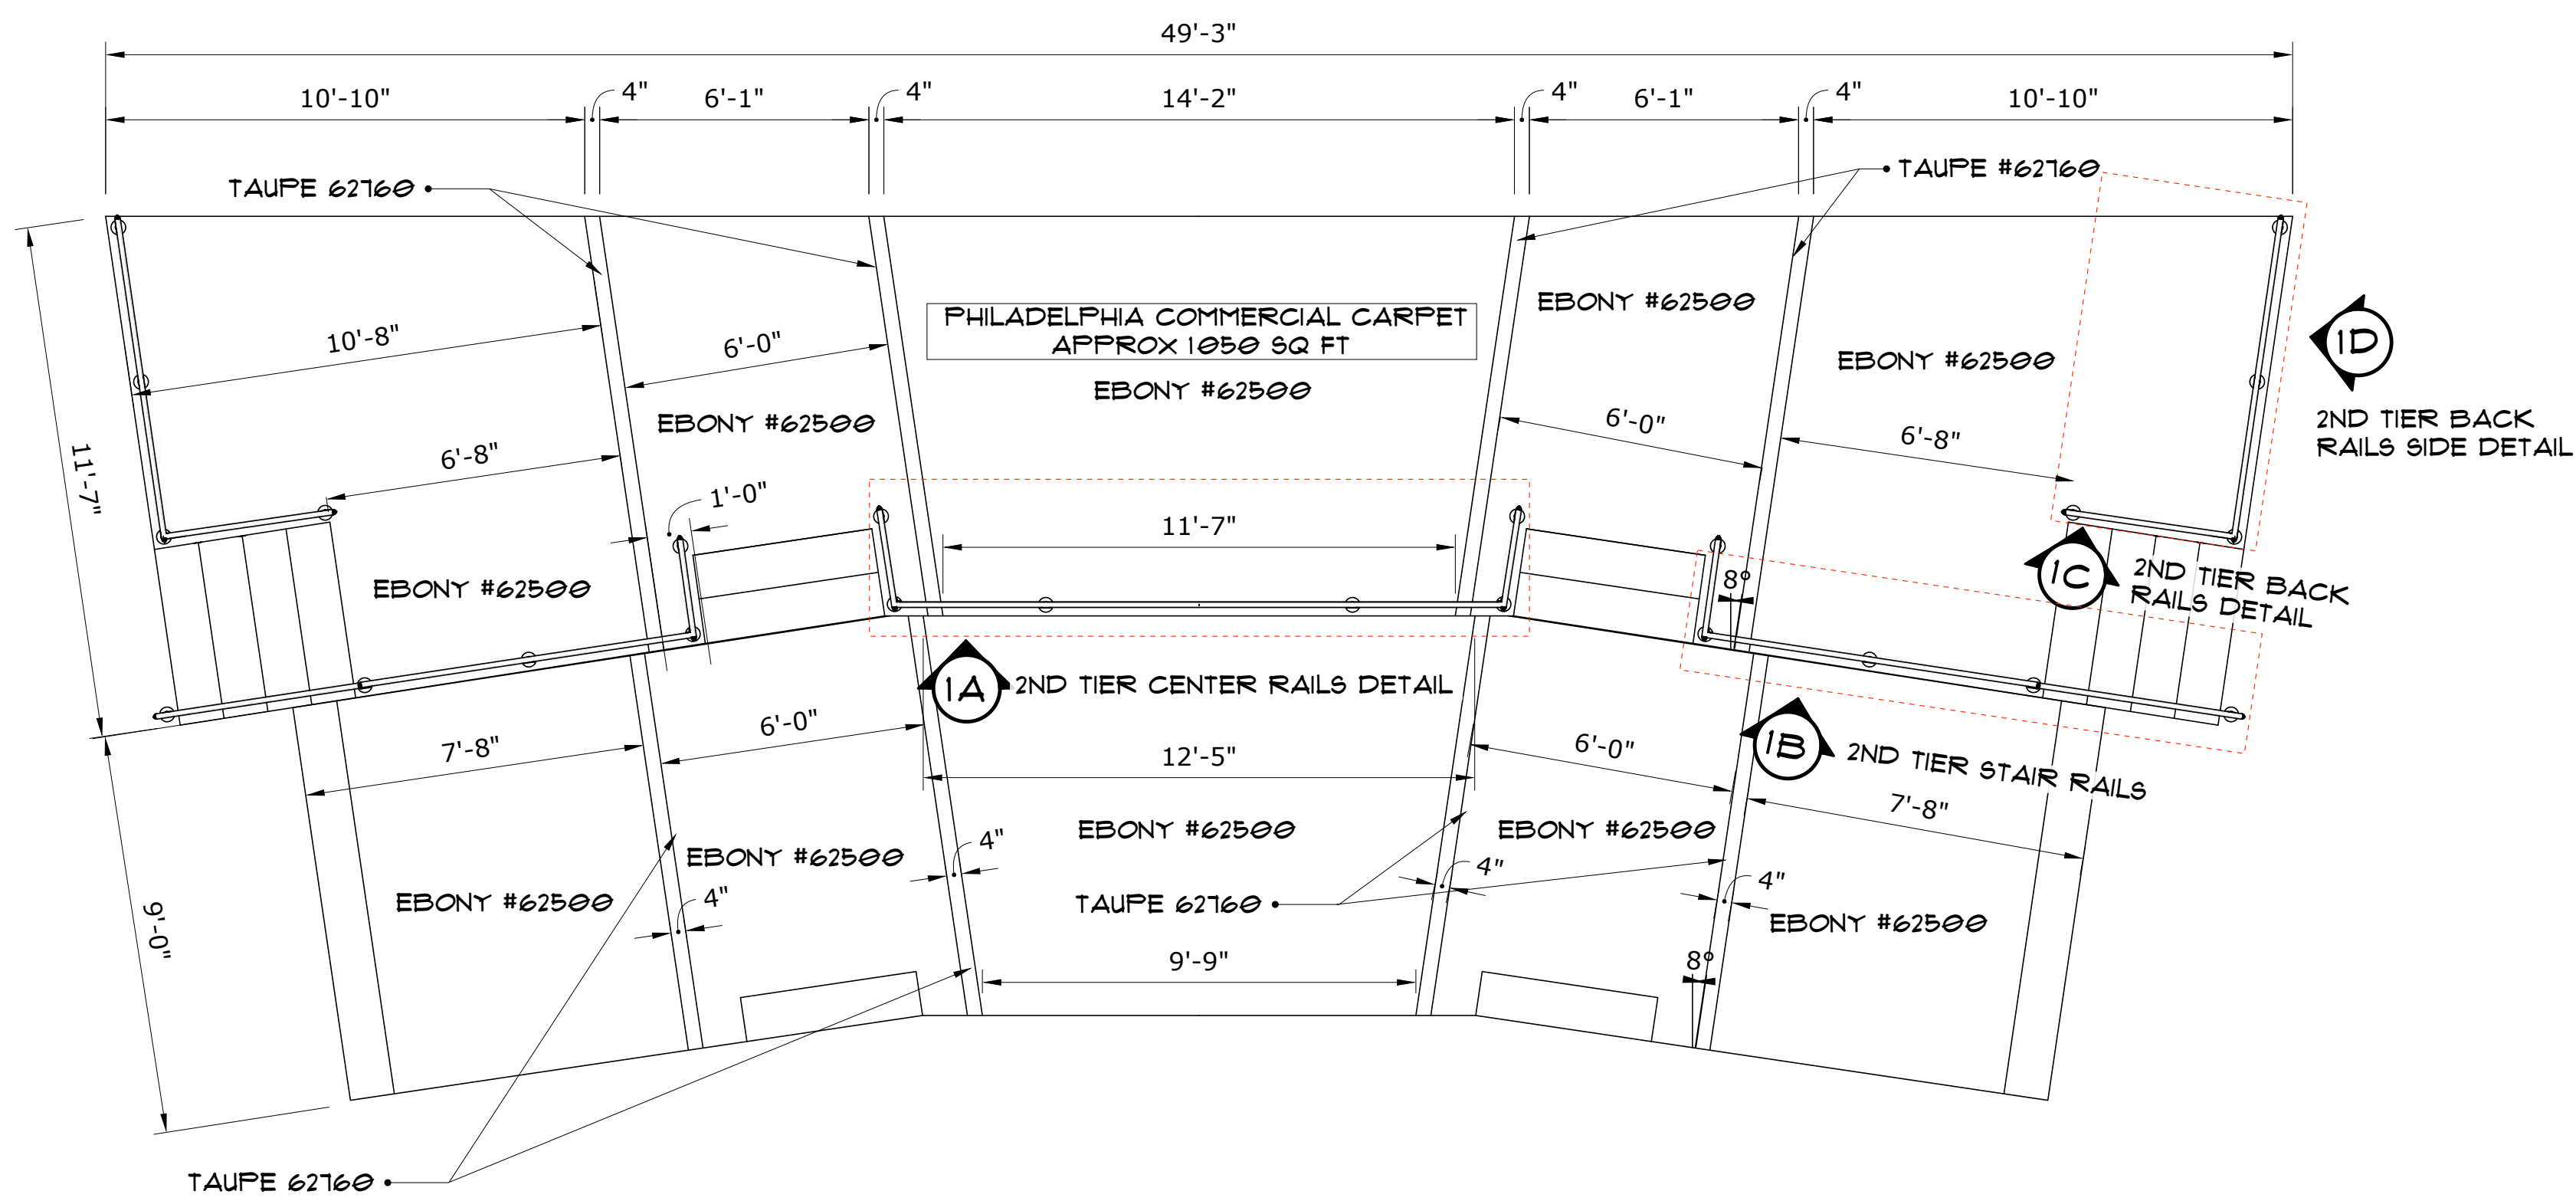 49'-3"
10'-10"
4"
6'-1"
4"
14'-2"
4"
6'-1"
4"
10'-10"
TAUPE 62760
TAUPE #62760
EBONY #62500
PHILADELPHIA COMMERCIAL CARPET
APPROX 1050 SQ FT
EBONY #62500
10'-8"
6'-0"
EBONY #62500
1D
2ND TIER BACK
RAILS SIDE DETAIL
EBONY #62500
6'-0"
6'-8"
6'-8"
11'-7"
1'-0"
11'-7"
EBONY #62500
8°
1C
2ND TIER BACK
RAILS DETAIL
1A
2ND TIER CENTER RAILS DETAIL
7'-8"
6'-0"
12'-5"
6'-0"
1B
2ND TIER STAIR RAILS
7'-8"
EBONY #62500
EBONY #62500
EBONY #62500
4"
4"
4"
EBONY #62500
4"
TAUPE 62760
EBONY #62500
9'-0"
9'-9"
8°
TAUPE 62760